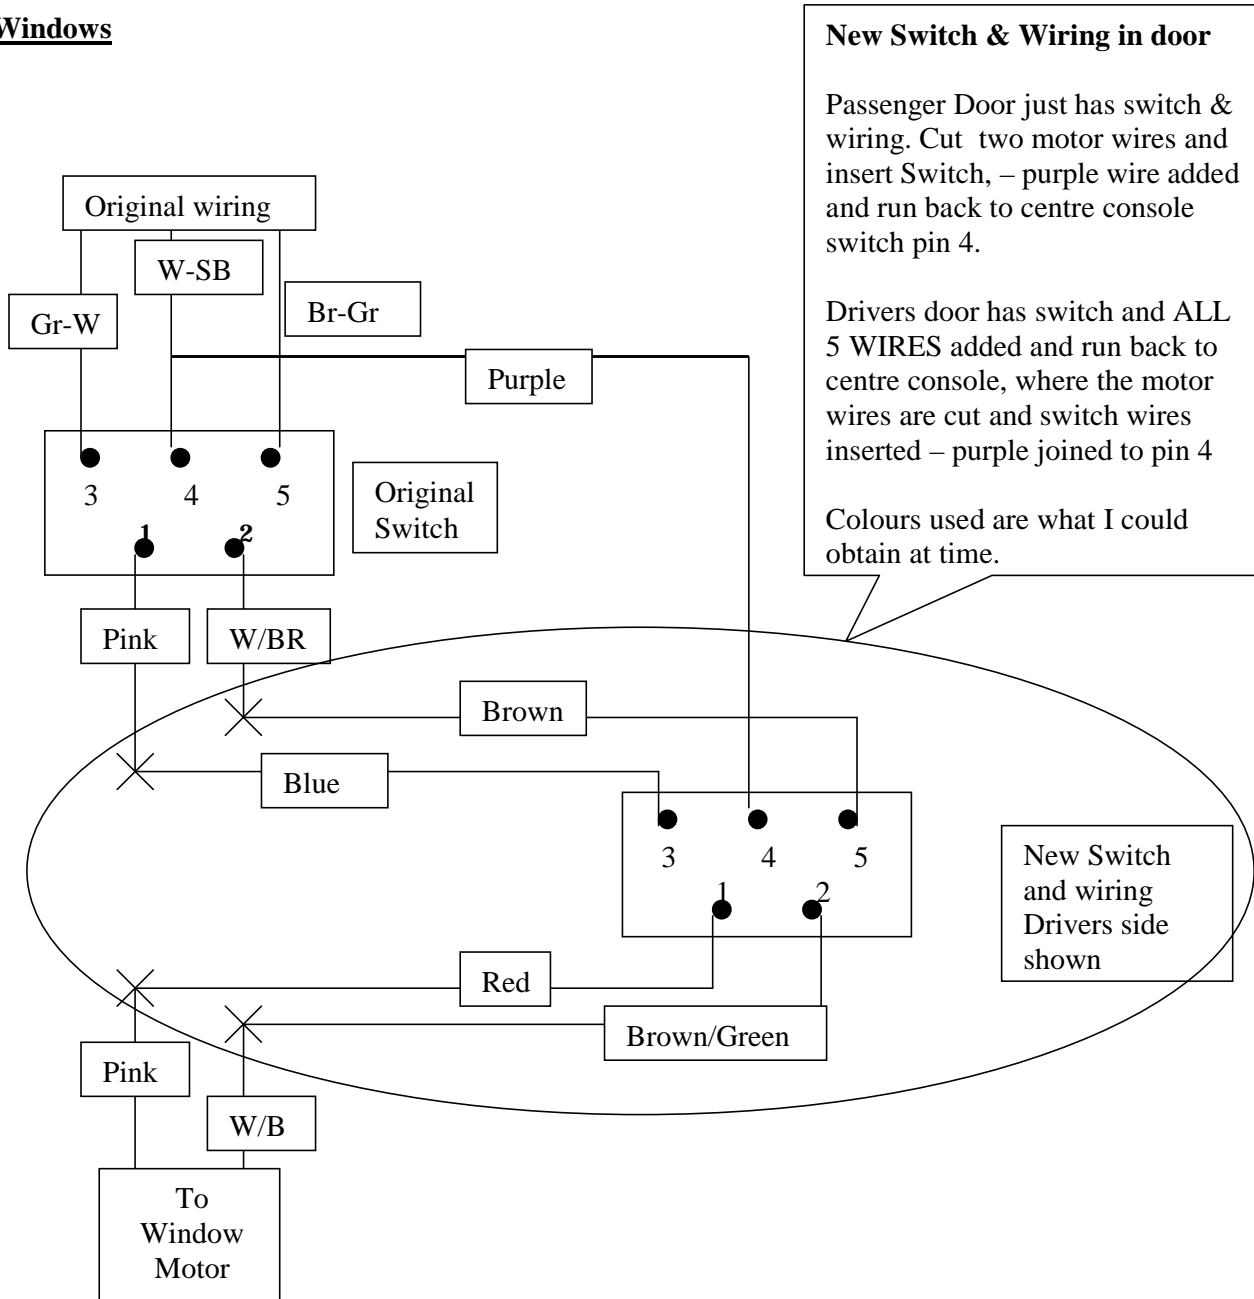 Windows
New Switch & Wiring in door
Passenger Door just has switch &
wiring. Cut two motor wires and
insert Switch, – purple wire added
and run back to centre console
switch pin 4.
Drivers door has switch and ALL
5 WIRES added and run back to
centre console, where the motor
wires are cut and switch wires
inserted – purple joined to pin 4
Colours used are what I could
obtain at time.
Original wiring
W-SB
Gr-W
Br-Gr
Purple
3 4 5
1 2
Original
Switch
Pink
W/BR
Brown
Blue
3 4 5
1 2
New Switch
and wiring
Drivers side
shown
Red
Brown/Green
Pink
W/B
To
Window
Motor